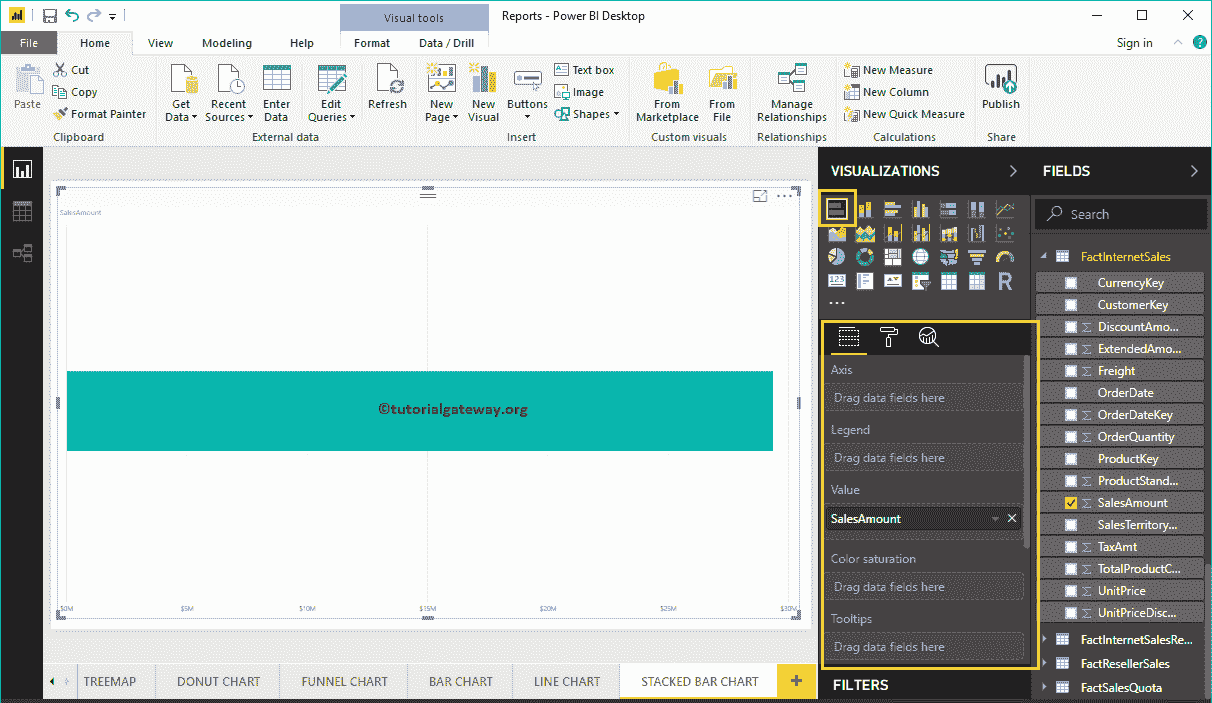 Visual tools
Reports - Power BI Desktop
File
Home
View
Modeling
Help
Format
Data / Drill
Sign in
?
Paste
Cut
Copy
Format Painter
Clipboard
Get Data
Recent Sources
Enter Data
Edit Queries
External data
Refresh
New Page
New Visual
Buttons
Text box
Image
Shapes
Insert
From Marketplace
From File
Custom visuals
Manage Relationships
Relationships
New Measure
New Column
New Quick Measure
Calculations
Publish
Share
SalesAmount
©tutorialgateway.org
$0M
$5M
$10M
$15M
$20M
$25M
$30M
TREEMAP
DONUT CHART
FUNNEL CHART
BAR CHART
LINE CHART
STACKED BAR CHART
+
VISUALIZATIONS
123
R
...
Axis
Drag data fields here
Legend
Drag data fields here
Value
SalesAmount
Color saturation
Drag data fields here
Tooltips
Drag data fields here
FILTERS
FIELDS
Search
FactInternetSales
CurrencyKey
CustomerKey
DiscountAmo...
ExtendedAmo...
Freight
OrderDate
OrderDateKey
OrderQuantity
ProductKey
ProductStand...
SalesAmount
SalesTerritory...
TaxAmt
TotalProductC...
UnitPrice
UnitPriceDisc...
FactInternetSalesRe...
FactResellerSales
FactSalesQuota